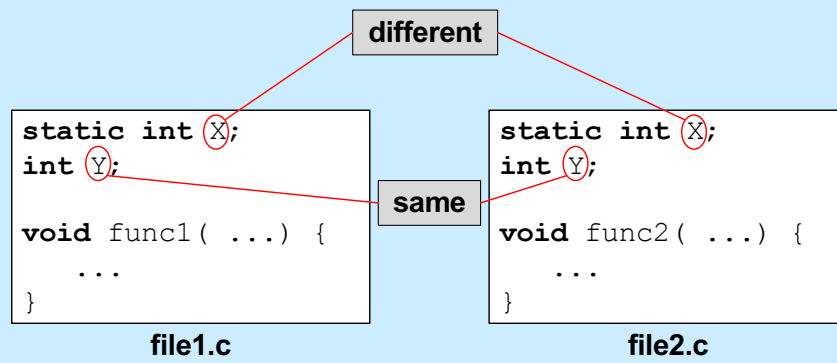 different
static int X;
int Y;
void func1( ...) {
...
}
file1.c
same
static int X;
int Y;
void func2( ...) {
...
}
file2.c